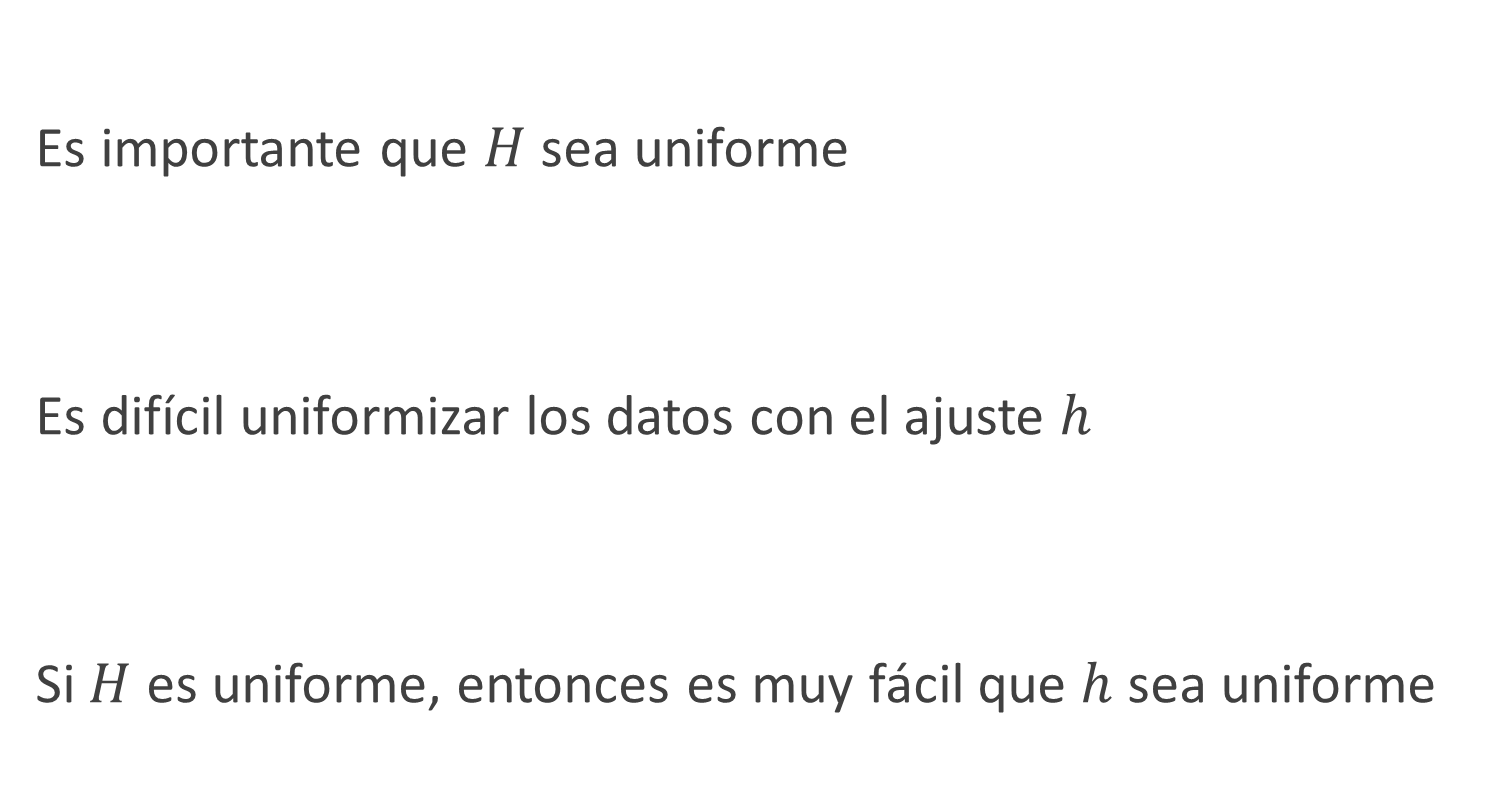 Es importante que H sea uniforme
Es difícil uniformizar los datos con el ajuste h
Si H es uniforme, entonces es muy fácil que h sea uniforme